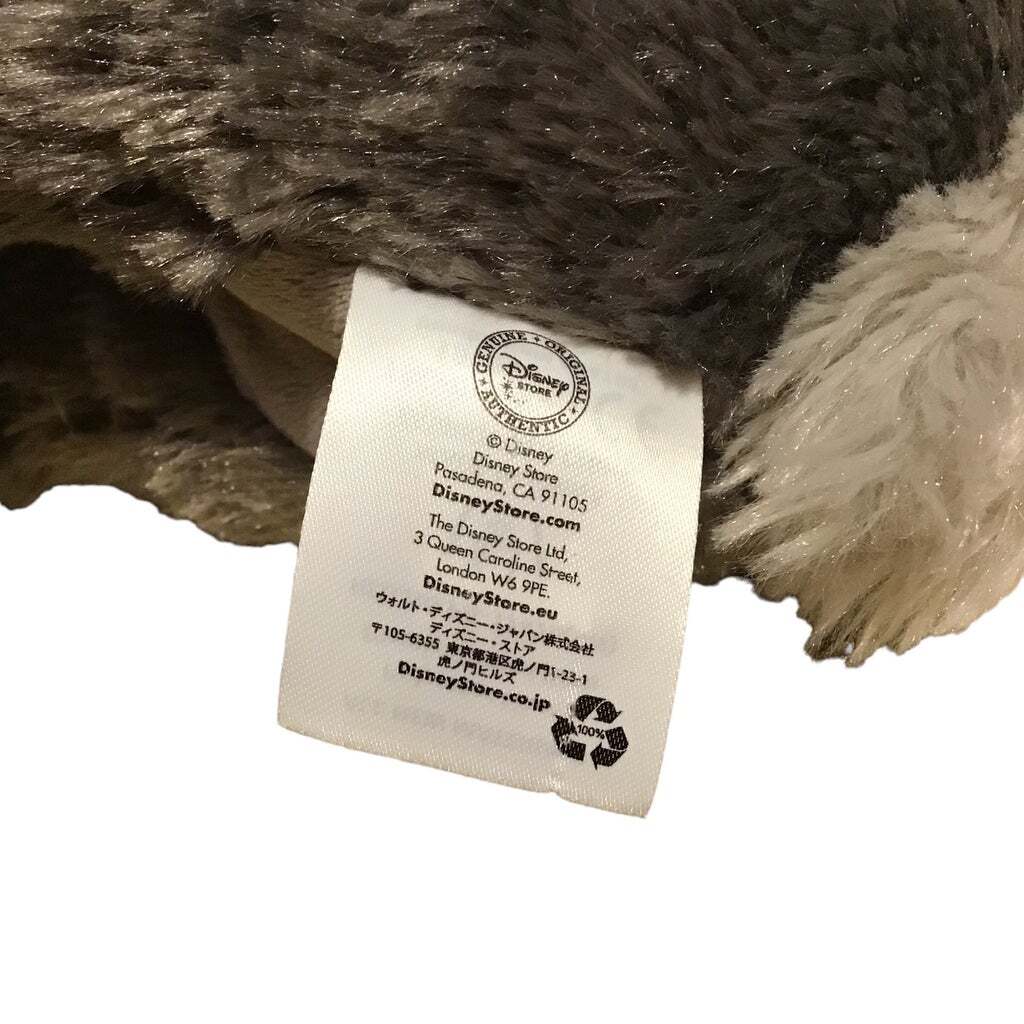 GENUINE ORIGINAL
AUTHENTIC
Disney
STORE
© Disney
Disney Store
Pasadena, CA 91105
DisneyStore.com
The Disney Store Ltd,
3 Queen Caroline Street,
London W6 9PE.
DisneyStore.eu
ウォルト・ディズニー・ジャパン株式会社
ディズニー・ストア
〒105-6355 東京都港区虎ノ門1-23-1
虎ノ門ヒルズ
DisneyStore.co.jp
100%